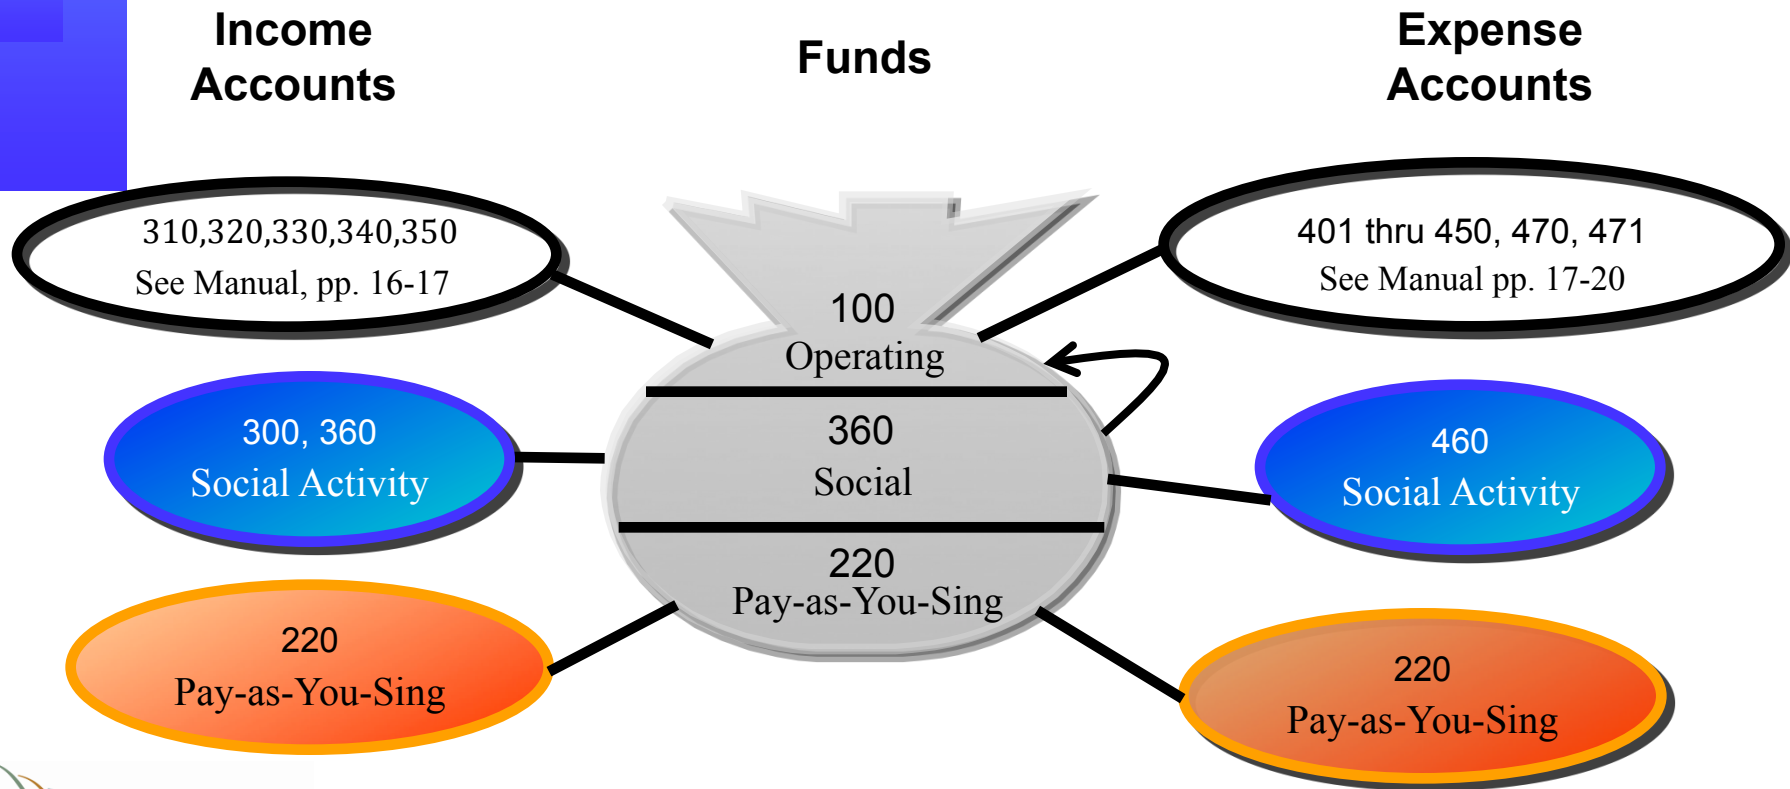 Income
Accounts
Funds
Expense
Accounts
310,320,330,340,350
See Manual, pp. 16-17
401 thru 450, 470, 471
See Manual pp. 17-20
100
Operating
300, 360
Social Activity
360
Social
460
Social Activity
220
Pay-as-You-Sing
220
Pay-as-You-Sing
220
Pay-as-You-Sing